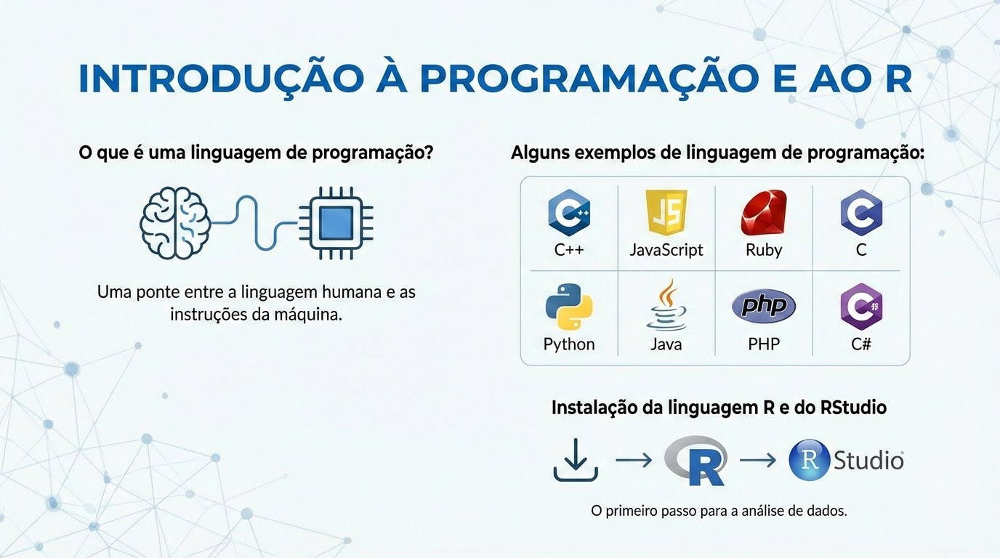 INTRODUÇÃO À PROGRAMAÇÃO E AO R
O que é uma linguagem de programação?
Uma ponte entre a linguagem humana e as
instruções da máquina.
Alguns exemplos de linguagem de programação:
C++
JS
C
C++
JavaScript
Ruby
C
php
C#
Python
Java
PHP
C#
Instalação da linguagem R e do RStudio
R
R Studio
O primeiro passo para a análise de dados.